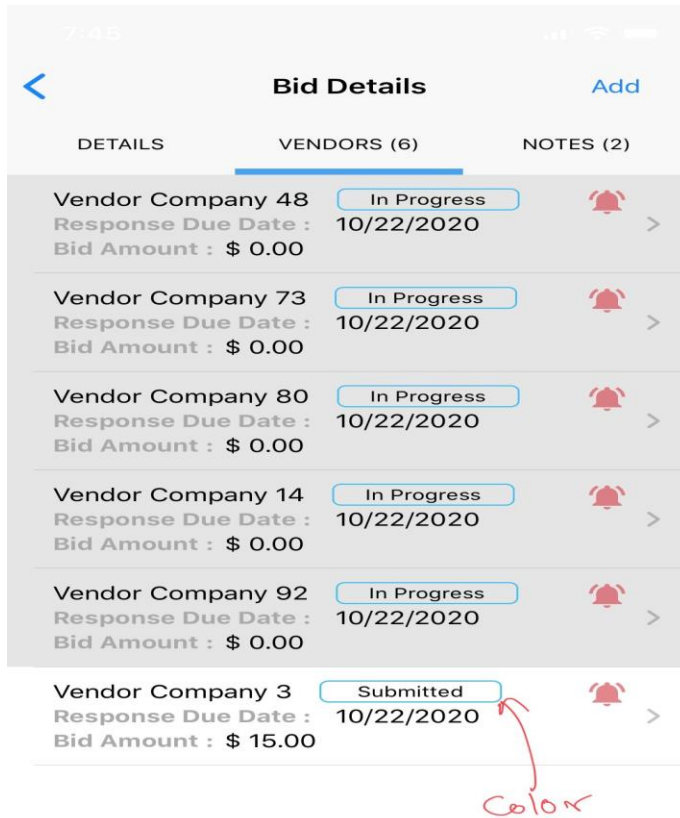 7:45
Bid Details Add
DETAILS VENDORS (6) NOTES (2)
Vendor Company 48 In Progress
Response Due Date : 10/22/2020
Bid Amount : $ 0.00
Vendor Company 73 In Progress
Response Due Date : 10/22/2020
Bid Amount : $ 0.00
Vendor Company 80 In Progress
Response Due Date : 10/22/2020
Bid Amount : $ 0.00
Vendor Company 14 In Progress
Response Due Date : 10/22/2020
Bid Amount : $ 0.00
Vendor Company 92 In Progress
Response Due Date : 10/22/2020
Bid Amount : $ 0.00
Vendor Company 3 Submitted
Response Due Date : 10/22/2020
Bid Amount : $ 15.00
Color